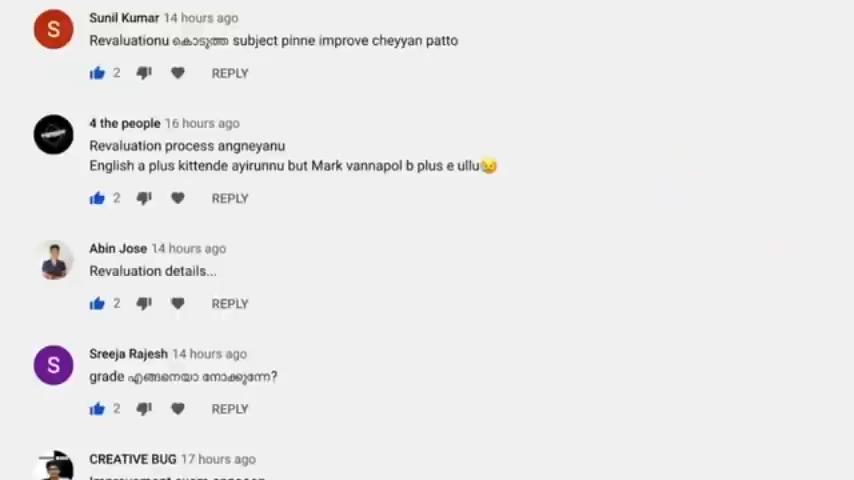 Sunil Kumar 14 hours ago
Revaluationu കൊടുത്ത subject pinne improve cheyyan patto
2 REPLY
4 the people 16 hours ago
Revaluation process angneyanu
English a plus kittende ayirunnu but Mark vannapol b plus e ullu😥
2 REPLY
Abin Jose 14 hours ago
Revaluation details...
2 REPLY
Sreeja Rajesh 14 hours ago
grade എങ്ങനെയാ നോക്കുന്നേ?
2 REPLY
CREATIVE BUG 17 hours ago